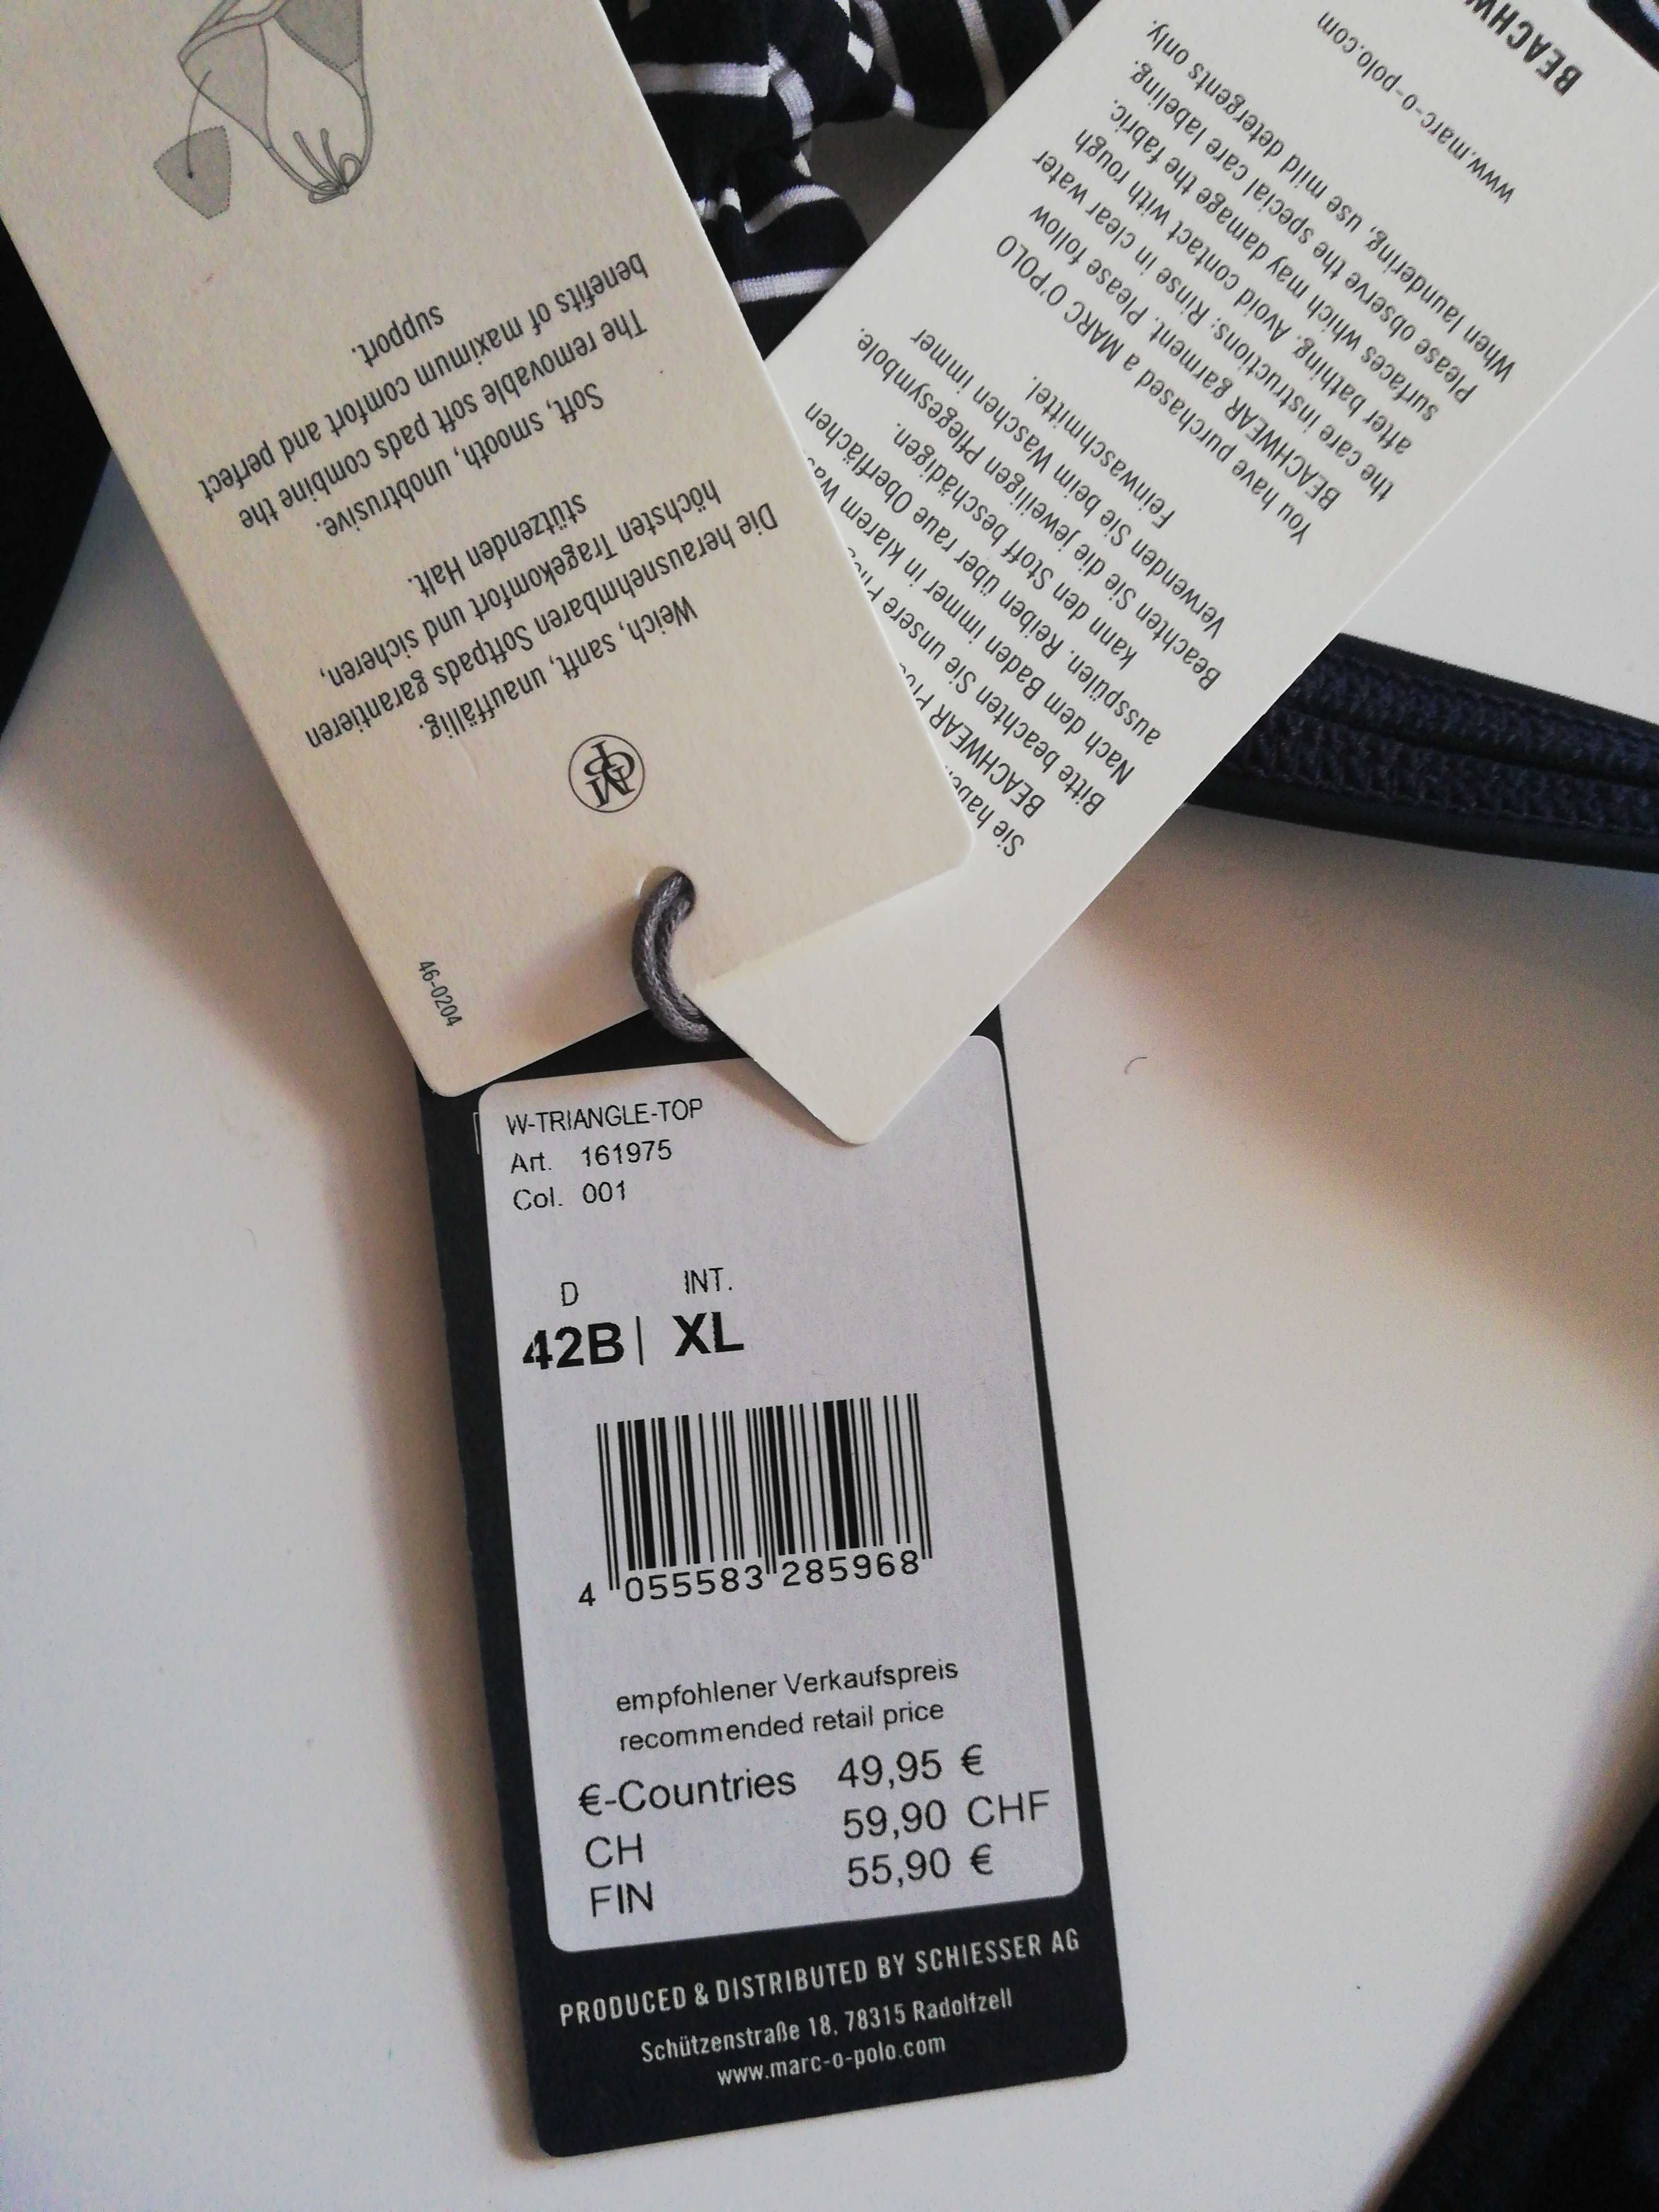 Weich, sanft, unauffällig.
Die herausnehmbaren Softpads garantieren
höchsten Tragekomfort und sicheren,
stützenden Halt.
Soft, smooth, unobtrusive.
The removable soft pads combine the
benefits of maximum comfort and perfect
support.
46-0204
Sie haben
BEACHWEAR
Bitte beachten Sie unsere
Nach dem Baden immer in klarem
ausspülen. Reiben über raue Oberflächen
kann den Stoff beschädigen.
Beachten Sie die jeweiligen Pflegesymbole.
Verwenden Sie beim Waschen immer
Feinwaschmittel.
You have purchased a MARC O'POLO
BEACHWEAR garment. Please follow
the care instructions: Rinse in clear water
after bathing. Avoid contact with rough
surfaces which may damage the fabric.
Please observe the special care labeling.
When laundering, use mild detergents only.
www.marc-o-polo.com
W-TRIANGLE-TOP
Art. 161975
Col. 001
D INT.
42B| XL
4 055583 285968
empfohlener Verkaufspreis
recommended retail price
€-Countries 49,95 €
CH 59,90 CHF
FIN 55,90 €
PRODUCED & DISTRIBUTED BY SCHIESSER AG
Schützenstraße 18, 78315 Radolfzell
www.marc-o-polo.com